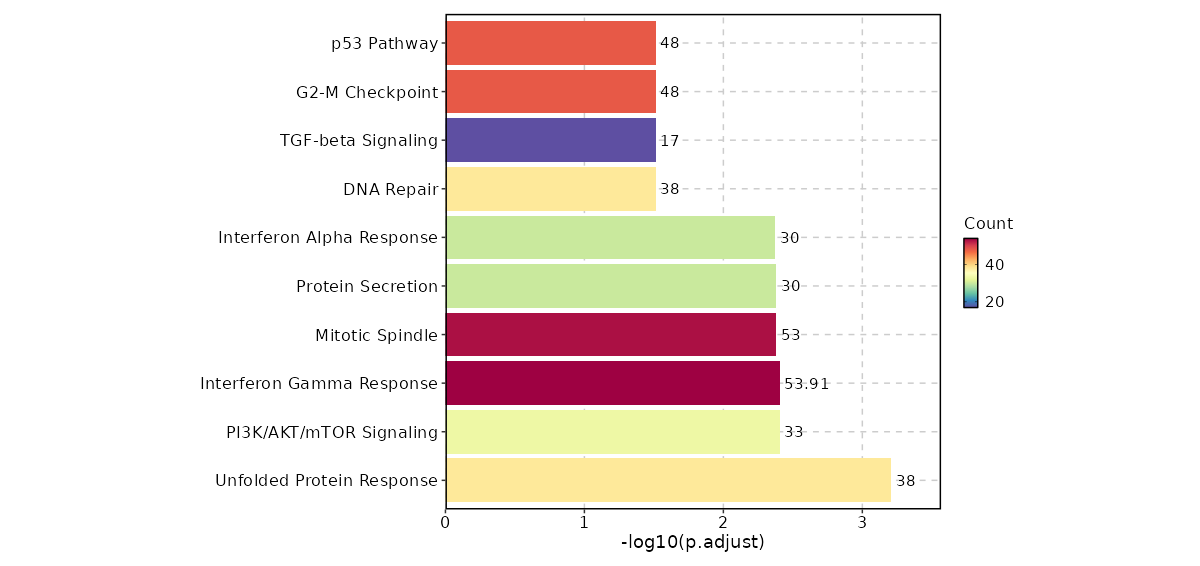 p53 Pathway 48
G2-M Checkpoint 48
TGF-beta Signaling 17
DNA Repair 38
Interferon Alpha Response 30
Protein Secretion 30
Mitotic Spindle 53
Interferon Gamma Response 53.91
PI3K/AKT/mTOR Signaling 33
Unfolded Protein Response 38
0 1 2 3
-log10(p.adjust)
Count
40
20